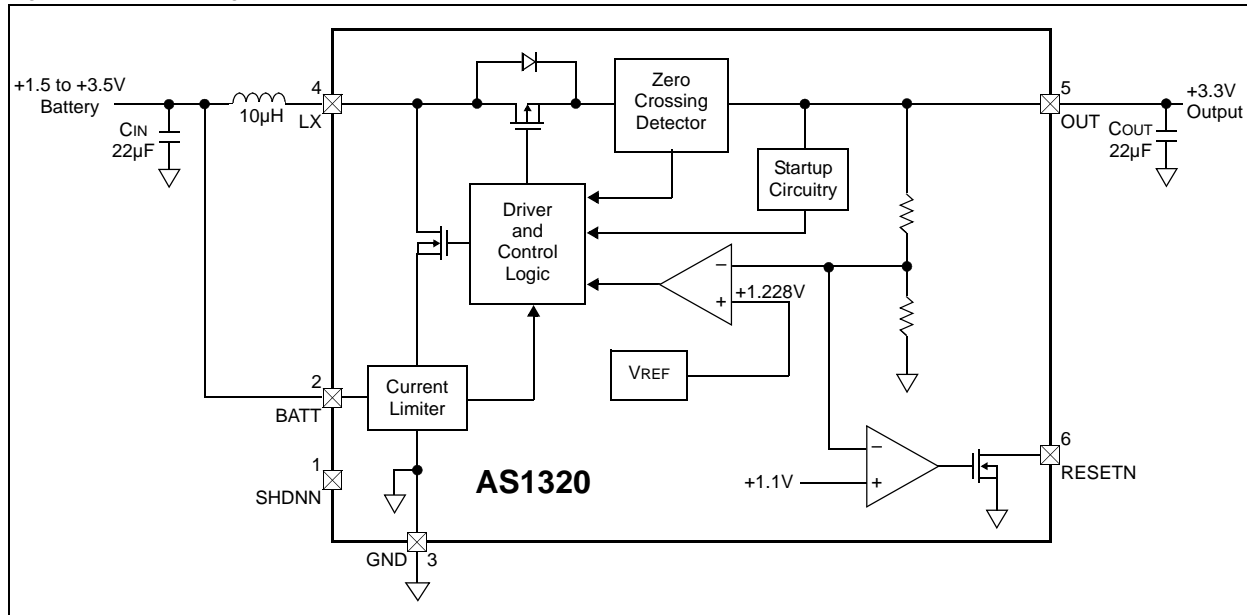 +1.5 to +3.5V
Battery
CIN
22µF
10µH
4
LX
Zero
Crossing
Detector
5
OUT
+3.3V
Output
COUT
22µF
Startup
Circuitry
Driver
and
Control
Logic
−
+
+1.228V
VREF
2
BATT
Current
Limiter
1
SHDNN
AS1320
−
+
+1.1V
6
RESETN
GND
3